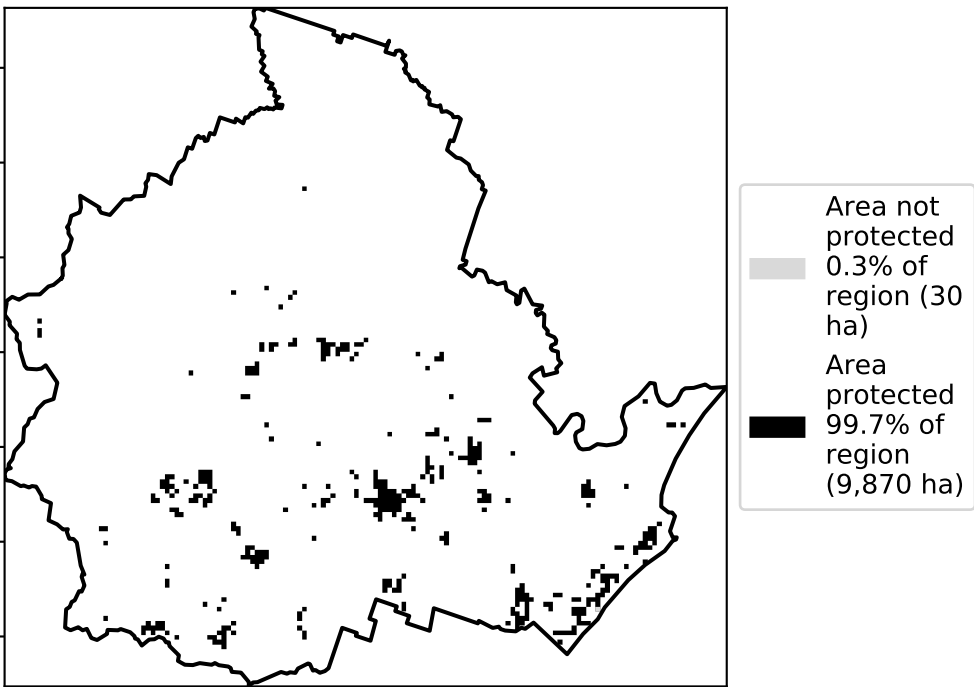 Area not
protected
0.3% of
region (30
ha)
Area
protected
99.7% of
region
(9,870 ha)